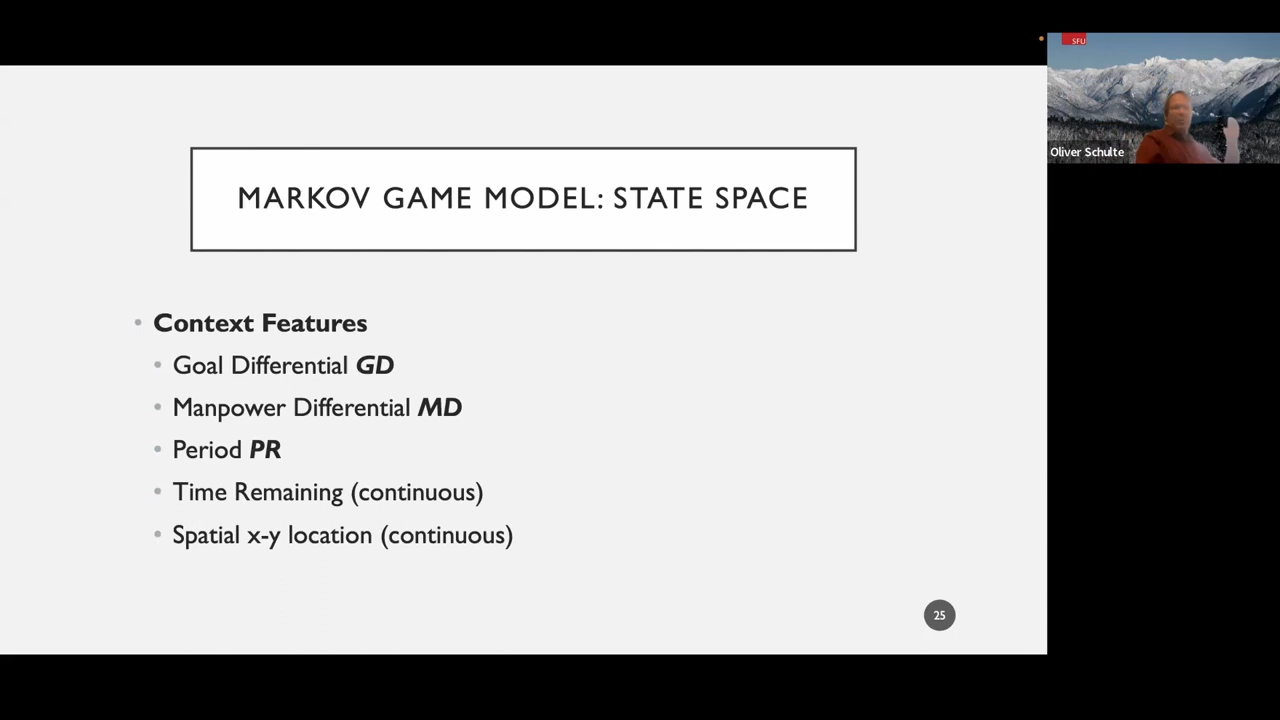 SFU
Oliver Schulte
MARKOV GAME MODEL: STATE SPACE
• Context Features
• Goal Differential GD
• Manpower Differential MD
• Period PR
• Time Remaining (continuous)
• Spatial x-y location (continuous)
25